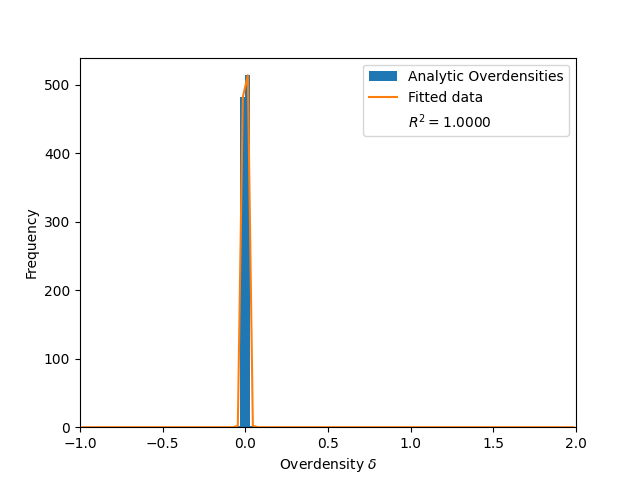 Analytic Overdensities
Fitted data
R² = 1.0000
Frequency
500
400
300
200
100
0
−1.0 −0.5 0.0 0.5 1.0 1.5 2.0
Overdensity δ